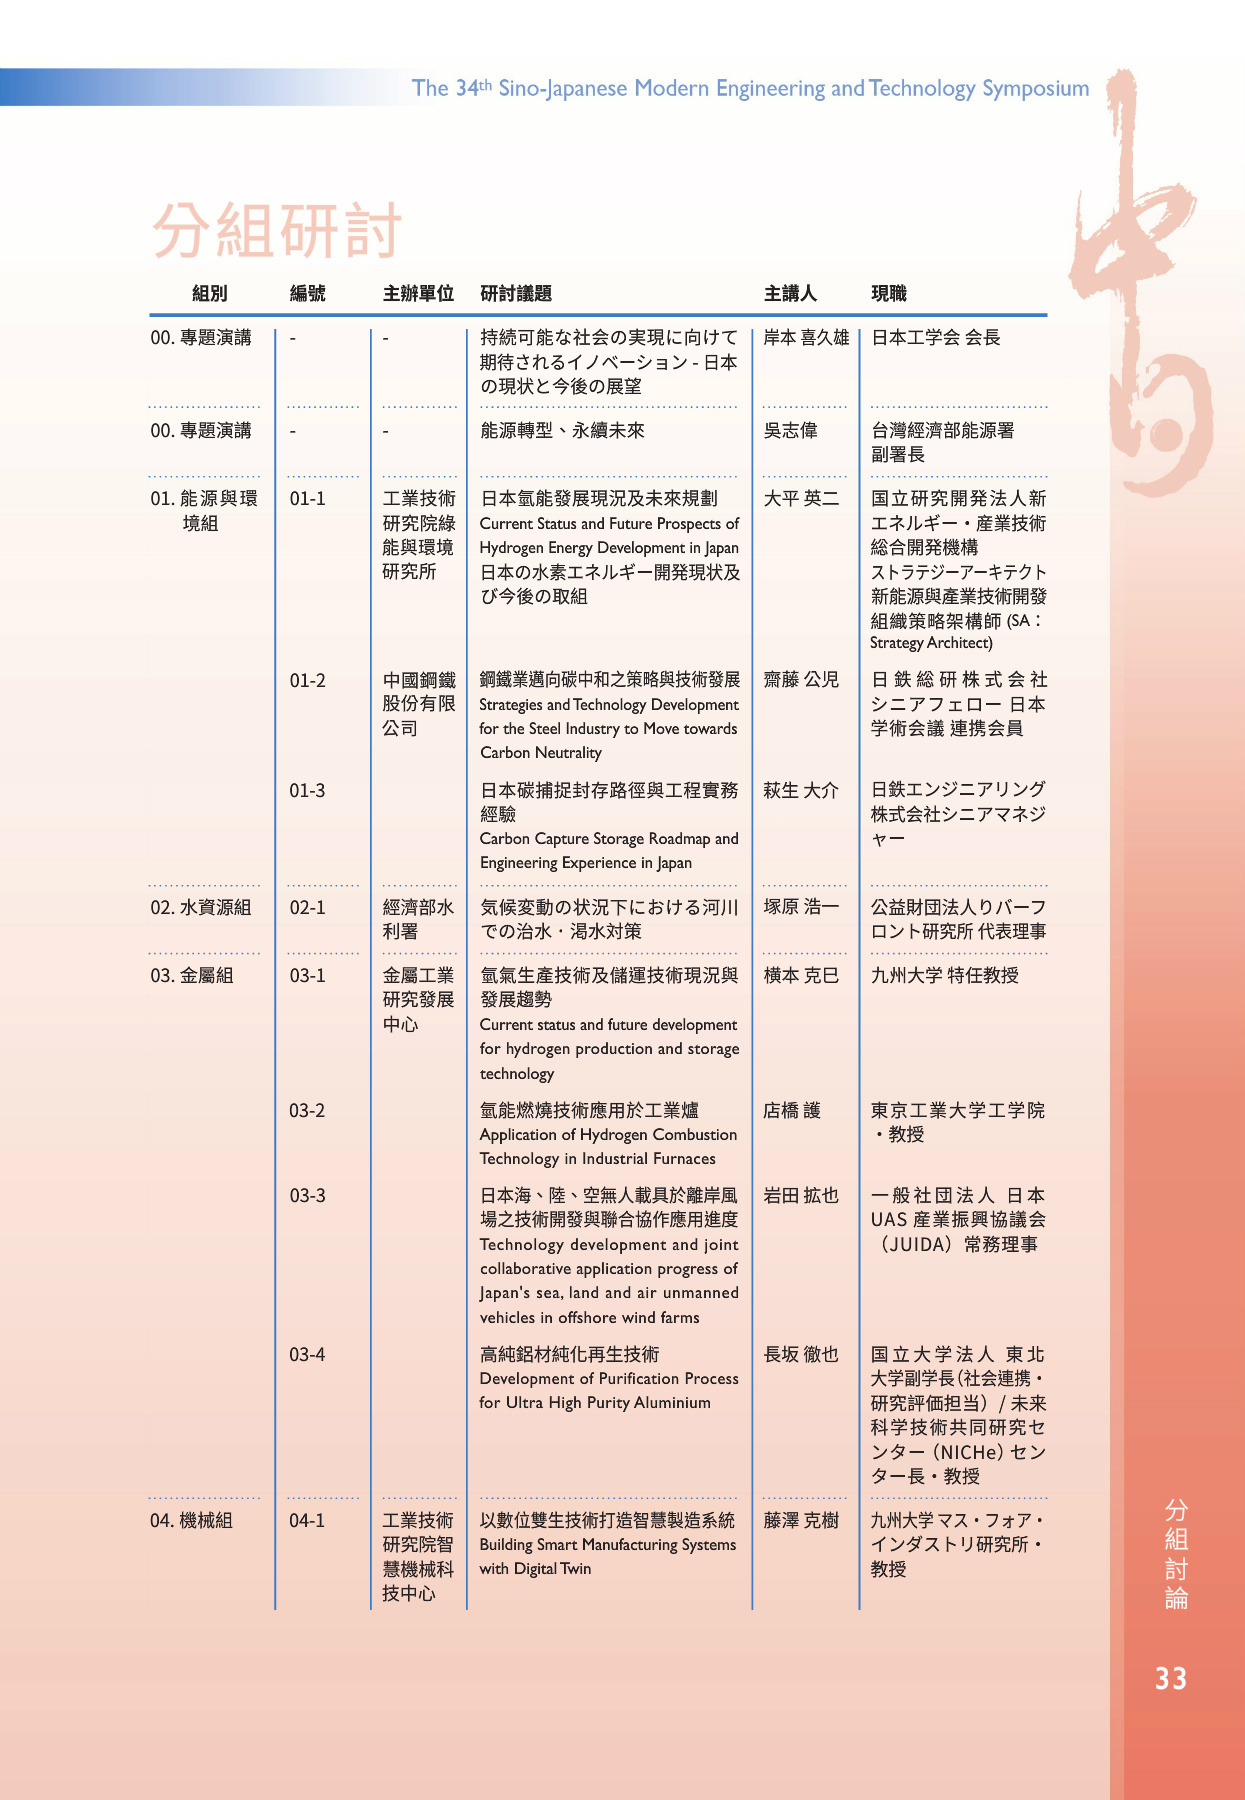 The 34th Sino-Japanese Modern Engineering and Technology Symposium
分組研討
組別 編號 主辦單位 研討議題 主講人 現職
00. 專題演講 - - 持続可能な社会の実現に向けて 岸本 喜久雄 日本工学会 会長
期待されるイノベーション - 日本
の現状と今後の展望
00. 專題演講 - - 能源轉型、永續未來 吳志偉 台灣經濟部能源署
副署長
01. 能源與環 01-1 工業技術 日本氫能發展現況及未來規劃 大平 英二 国立研究開発法人新
境組 研究院綠 Current Status and Future Prospects of エネルギー・産業技術
能與環境 Hydrogen Energy Development in Japan 総合開発機構
研究所 日本の水素エネルギー開発現状及 ストラテジーアーキテクト
び今後の取組 新能源與產業技術開發
組織策略架構師 (SA：
Strategy Architect)
01-2 中國鋼鐵 鋼鐵業邁向碳中和之策略與技術發展 齋藤 公児 日鉄総研株式会社
股份有限 Strategies and Technology Development シニアフェロー 日本
公司 for the Steel Industry to Move towards 学術会議 連携会員
Carbon Neutrality
01-3 日本碳捕捉封存路徑與工程實務 萩生 大介 日鉄エンジニアリング
經驗 株式会社シニアマネジ
Carbon Capture Storage Roadmap and ャー
Engineering Experience in Japan
02. 水資源組 02-1 經濟部水 気候変動の状況下における河川 塚原 浩一 公益財団法人りバーフ
利署 での治水・渇水対策 ロント研究所 代表理事
03. 金屬組 03-1 金屬工業 氫氣生產技術及儲運技術現況與 横本 克巳 九州大学 特任教授
研究發展 發展趨勢
中心 Current status and future development
for hydrogen production and storage
technology
03-2 氫能燃燒技術應用於工業爐 店橋 護 東京工業大学工学院
Application of Hydrogen Combustion ・教授
Technology in Industrial Furnaces
03-3 日本海、陸、空無人載具於離岸風 岩田 拡也 一般社団法人 日本
場之技術開發與聯合協作應用進度 UAS 産業振興協議会
Technology development and joint （JUIDA）常務理事
collaborative application progress of
Japan's sea, land and air unmanned
vehicles in offshore wind farms
03-4 高純鋁材純化再生技術 長坂 徹也 国立大学法人 東北
Development of Purification Process 大学副学長（社会連携・
for Ultra High Purity Aluminium 研究評価担当）/ 未来
科学技術共同研究セ
ンター（NICHe）セン
ター長・教授
04. 機械組 04-1 工業技術 以數位雙生技術打造智慧製造系統 藤澤 克樹 九州大学 マス・フォア・
研究院智 Building Smart Manufacturing Systems インダストリ研究所・
慧機械科 with Digital Twin 教授
技中心
分組討論
33